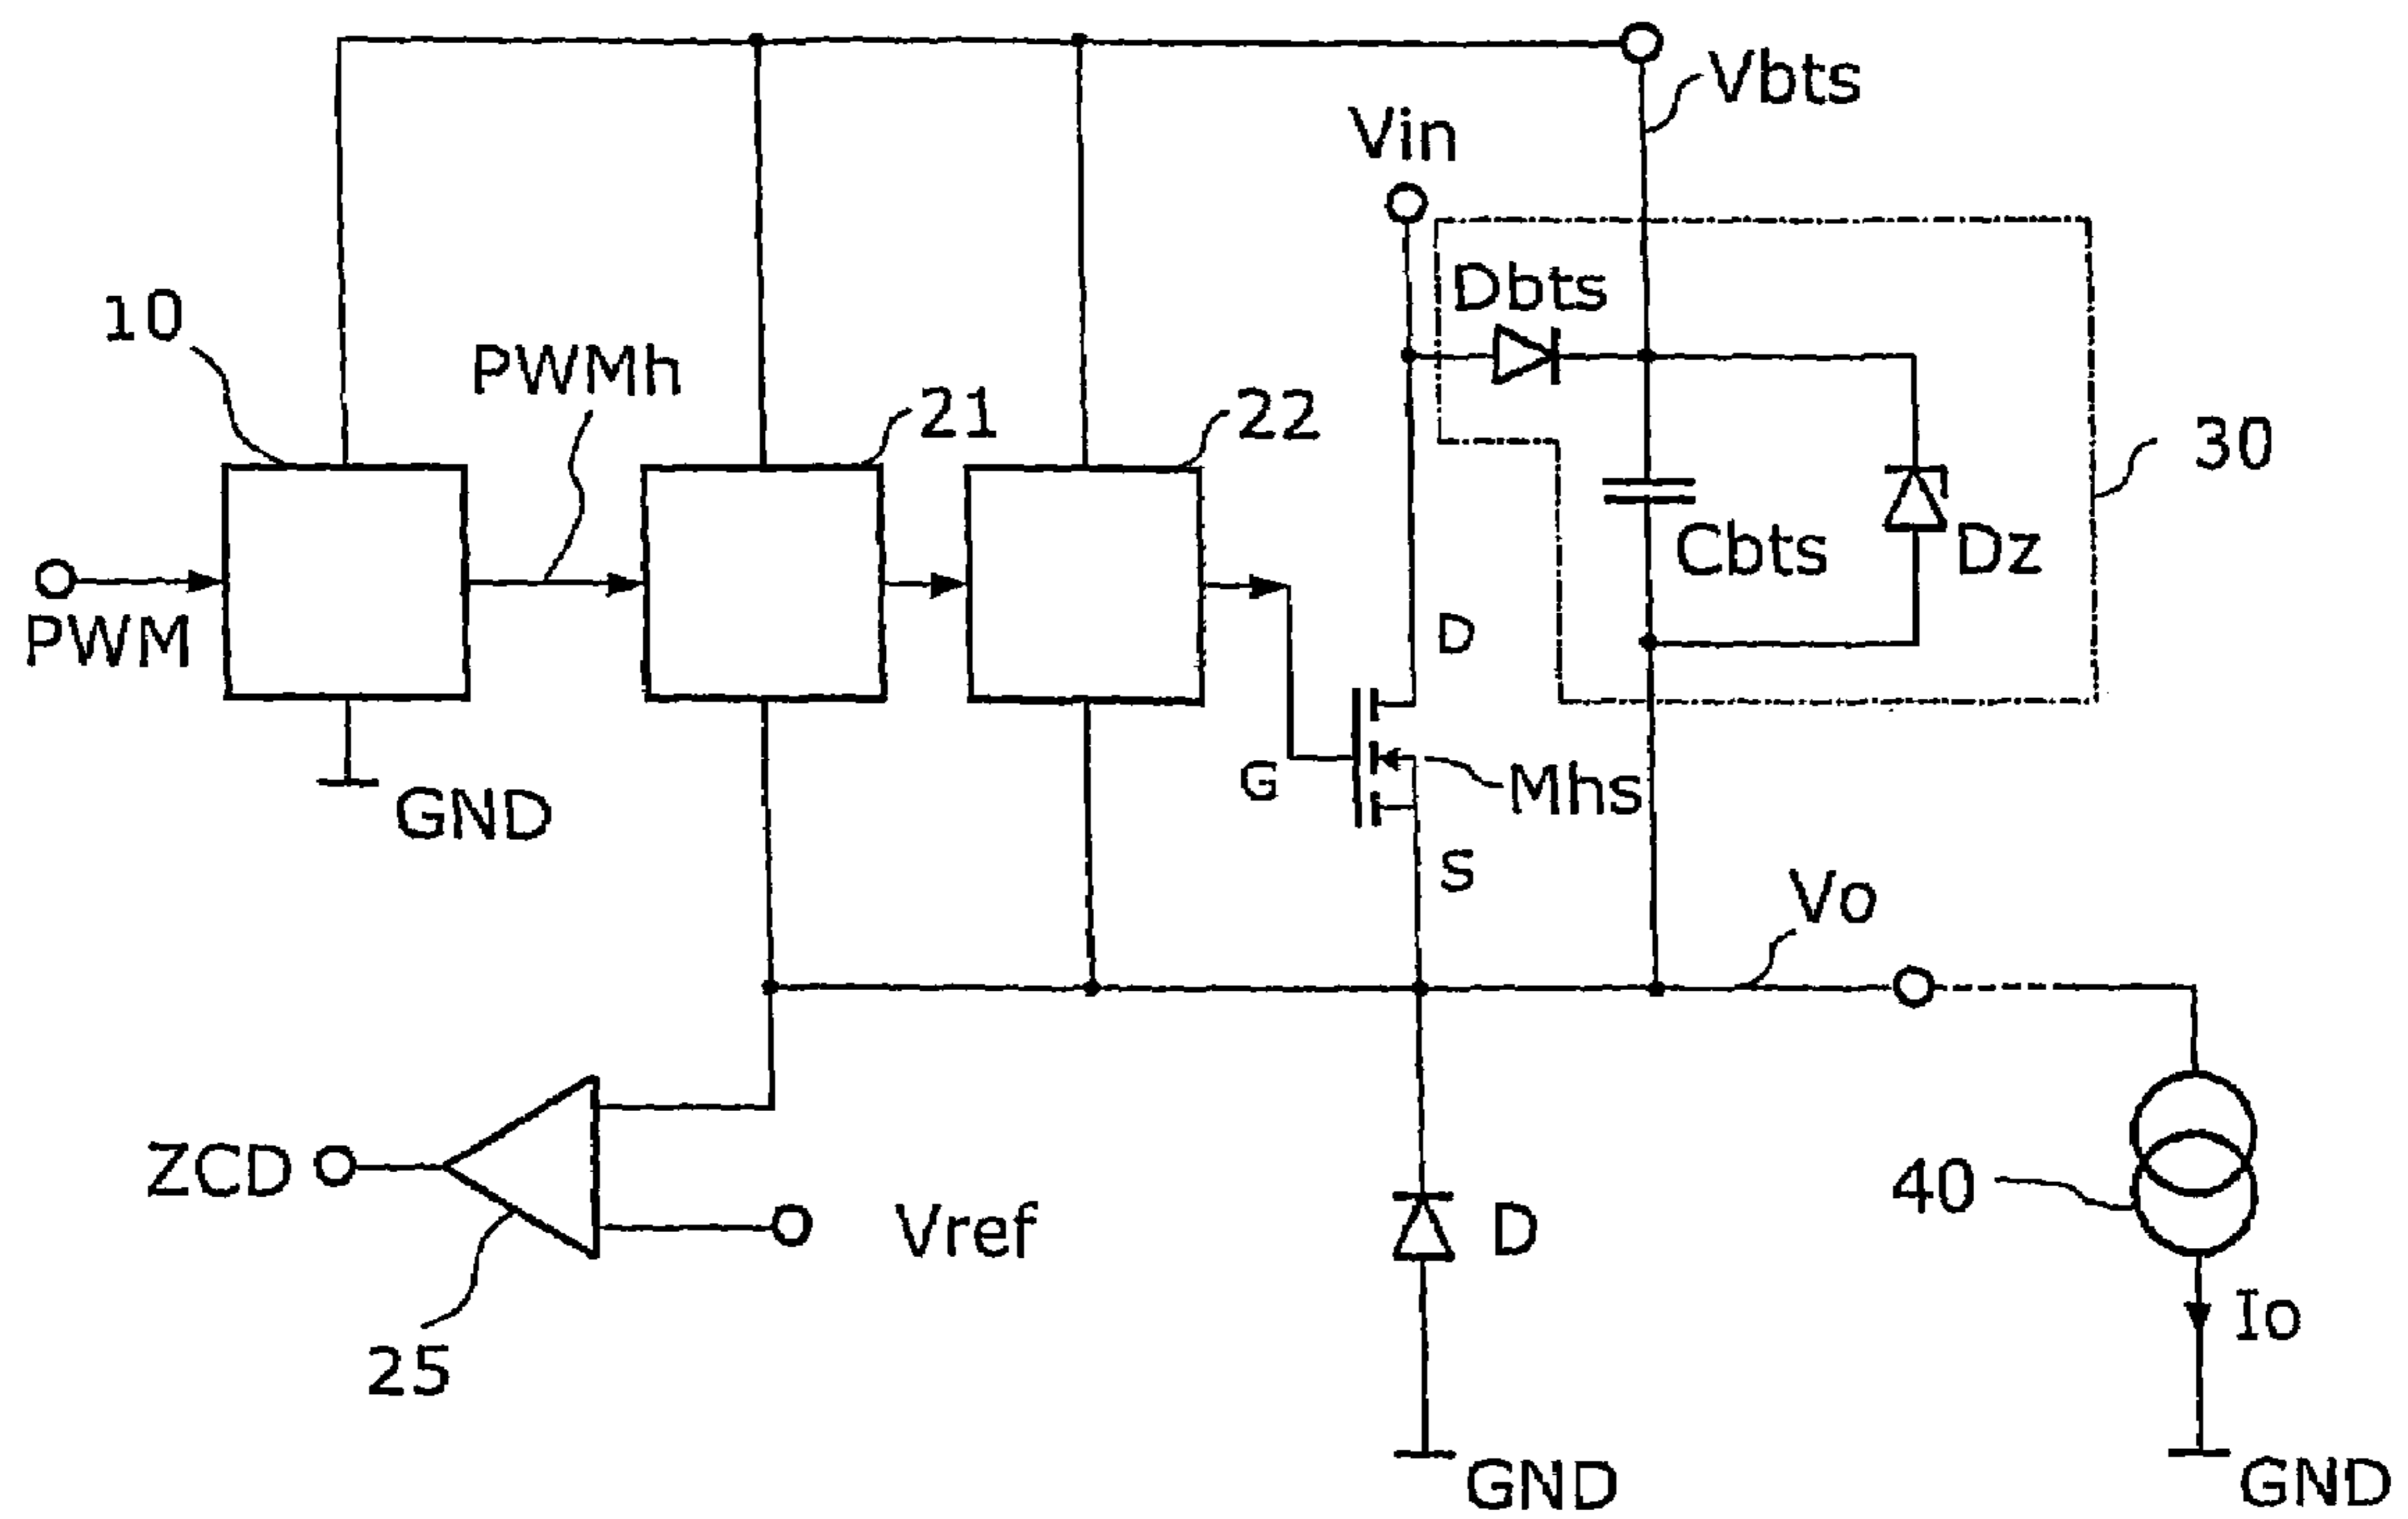 Vbts
Vin
Dbts
10
PWMh
21
22
30
Cbts
Dz
PWM
D
GND
G
Mhs
S
Vo
ZCD
Vref
D
40
Io
25
GND
GND